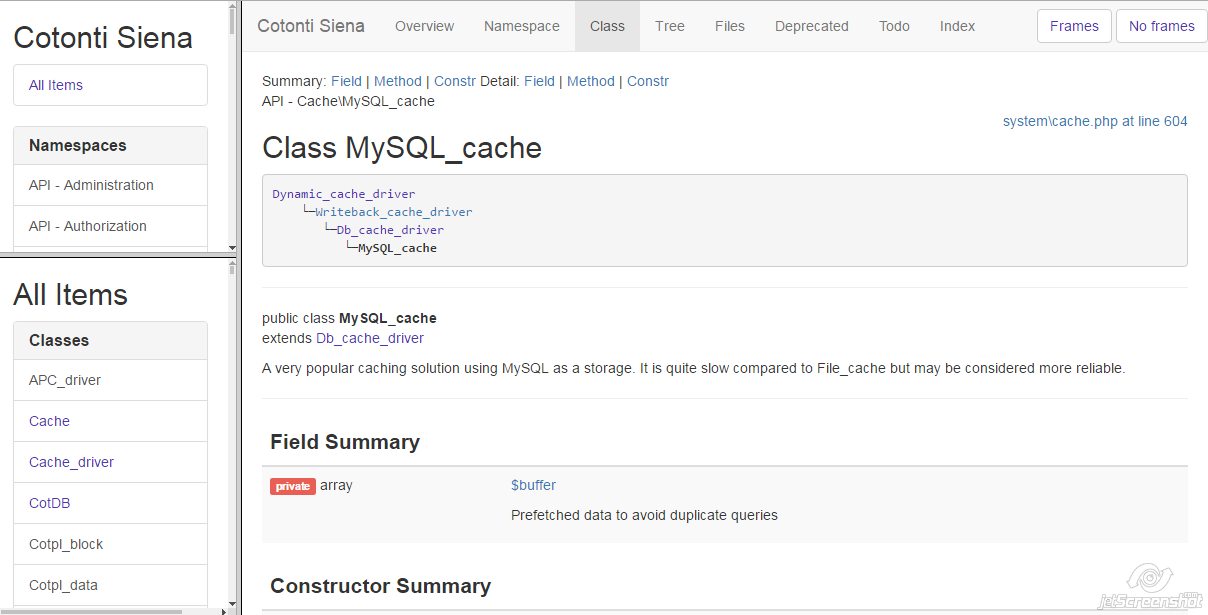 Cotonti Siena
All Items
Namespaces
API - Administration
API - Authorization
All Items
Classes
APC_driver
Cache
Cache_driver
CotDB
Cotpl_block
Cotpl_data
Cotonti Siena Overview Namespace Class Tree Files Deprecated Todo Index Frames No frames
Summary: Field | Method | Constr Detail: Field | Method | Constr
API - Cache\MySQL_cache
system\cache.php at line 604
Class MySQL_cache
Dynamic_cache_driver
└─Writeback_cache_driver
└─Db_cache_driver
└─MySQL_cache
public class MySQL_cache
extends Db_cache_driver
A very popular caching solution using MySQL as a storage. It is quite slow compared to File_cache but may be considered more reliable.
Field Summary
private array $buffer
Prefetched data to avoid duplicate queries
Constructor Summary
jetScreenshot.com